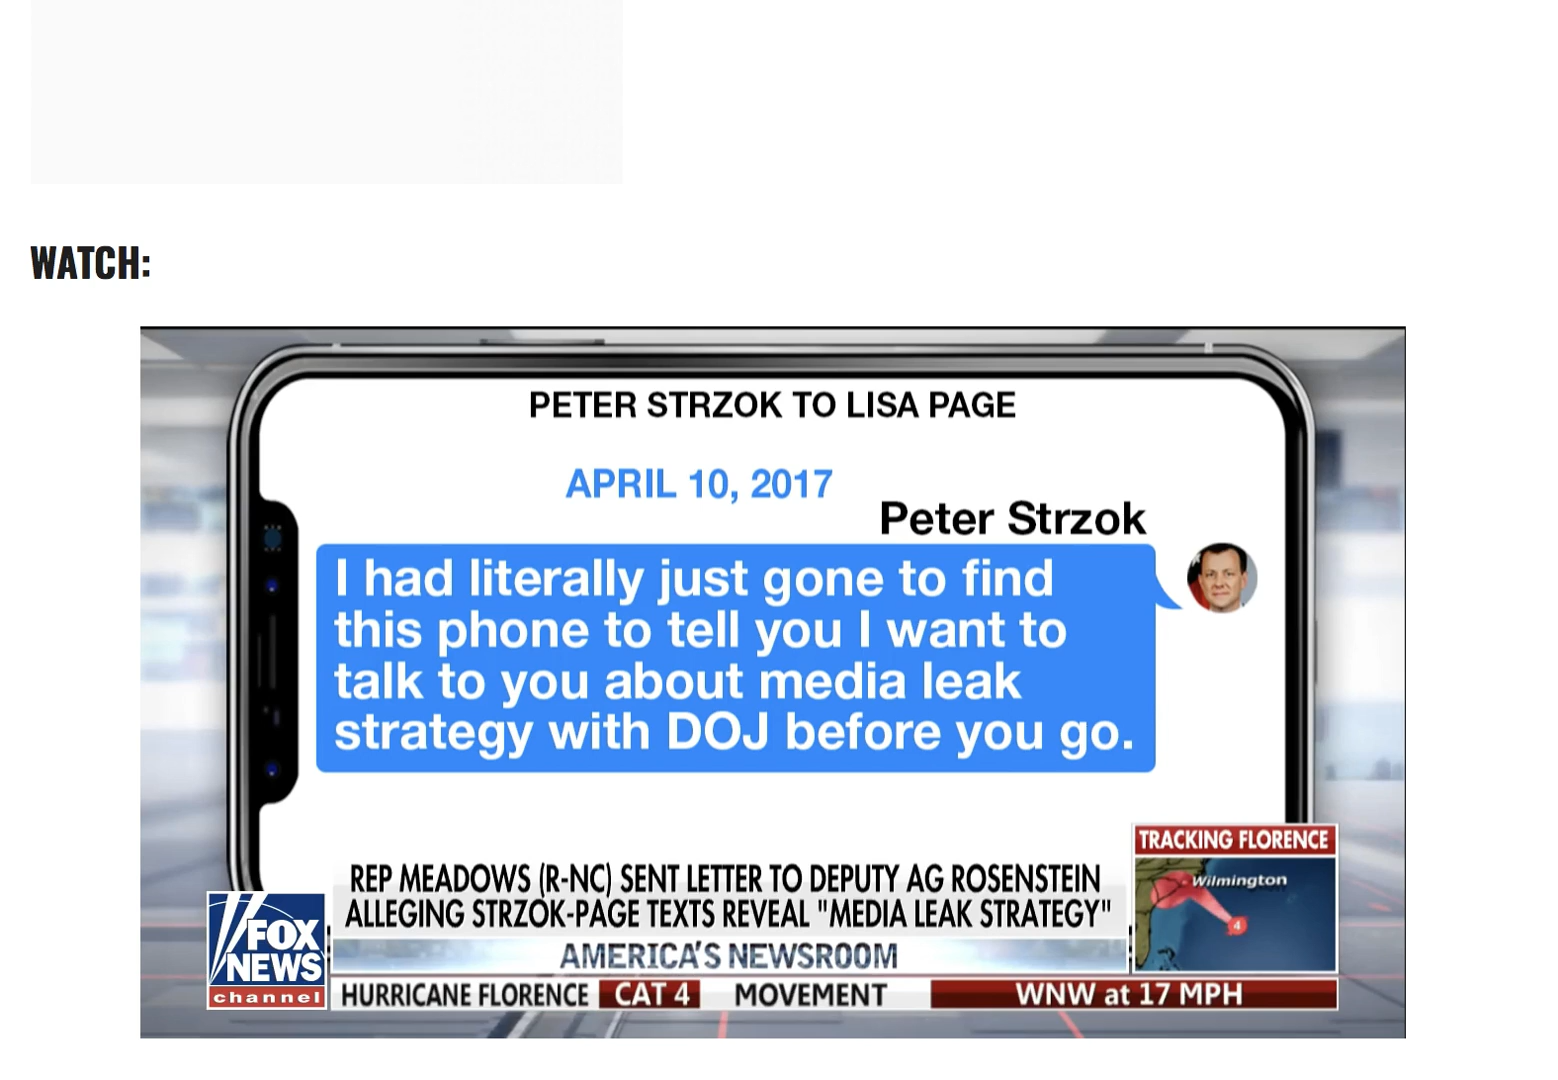 WATCH:
PETER STRZOK TO LISA PAGE
APRIL 10, 2017
Peter Strzok
I had literally just gone to find
this phone to tell you I want to
talk to you about media leak
strategy with DOJ before you go.
TRACKING FLORENCE
Wilmington
4
REP MEADOWS (R-NC) SENT LETTER TO DEPUTY AG ROSENSTEIN
ALLEGING STRZOK-PAGE TEXTS REVEAL "MEDIA LEAK STRATEGY"
AMERICA'S NEWSROOM
FOX
NEWS
channel
HURRICANE FLORENCE CAT 4 MOVEMENT WNW at 17 MPH